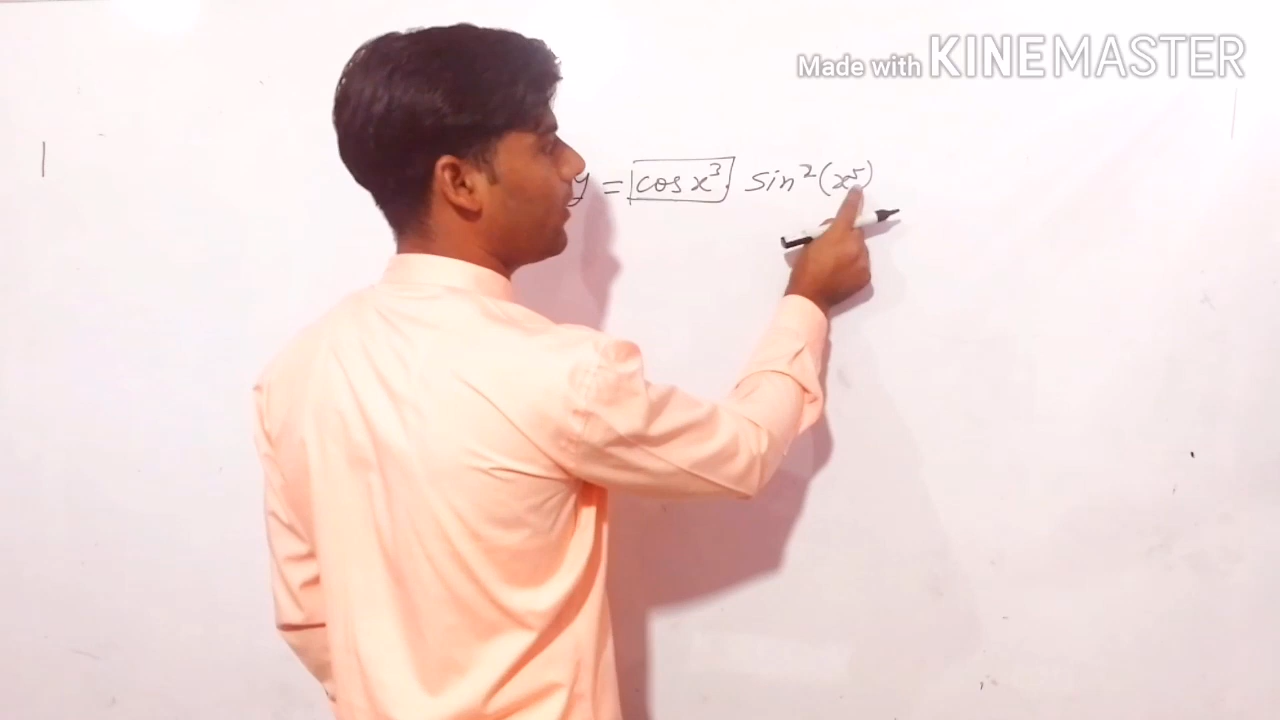 Made with KINEMASTER
y = cos x³ sin²(x⁵)